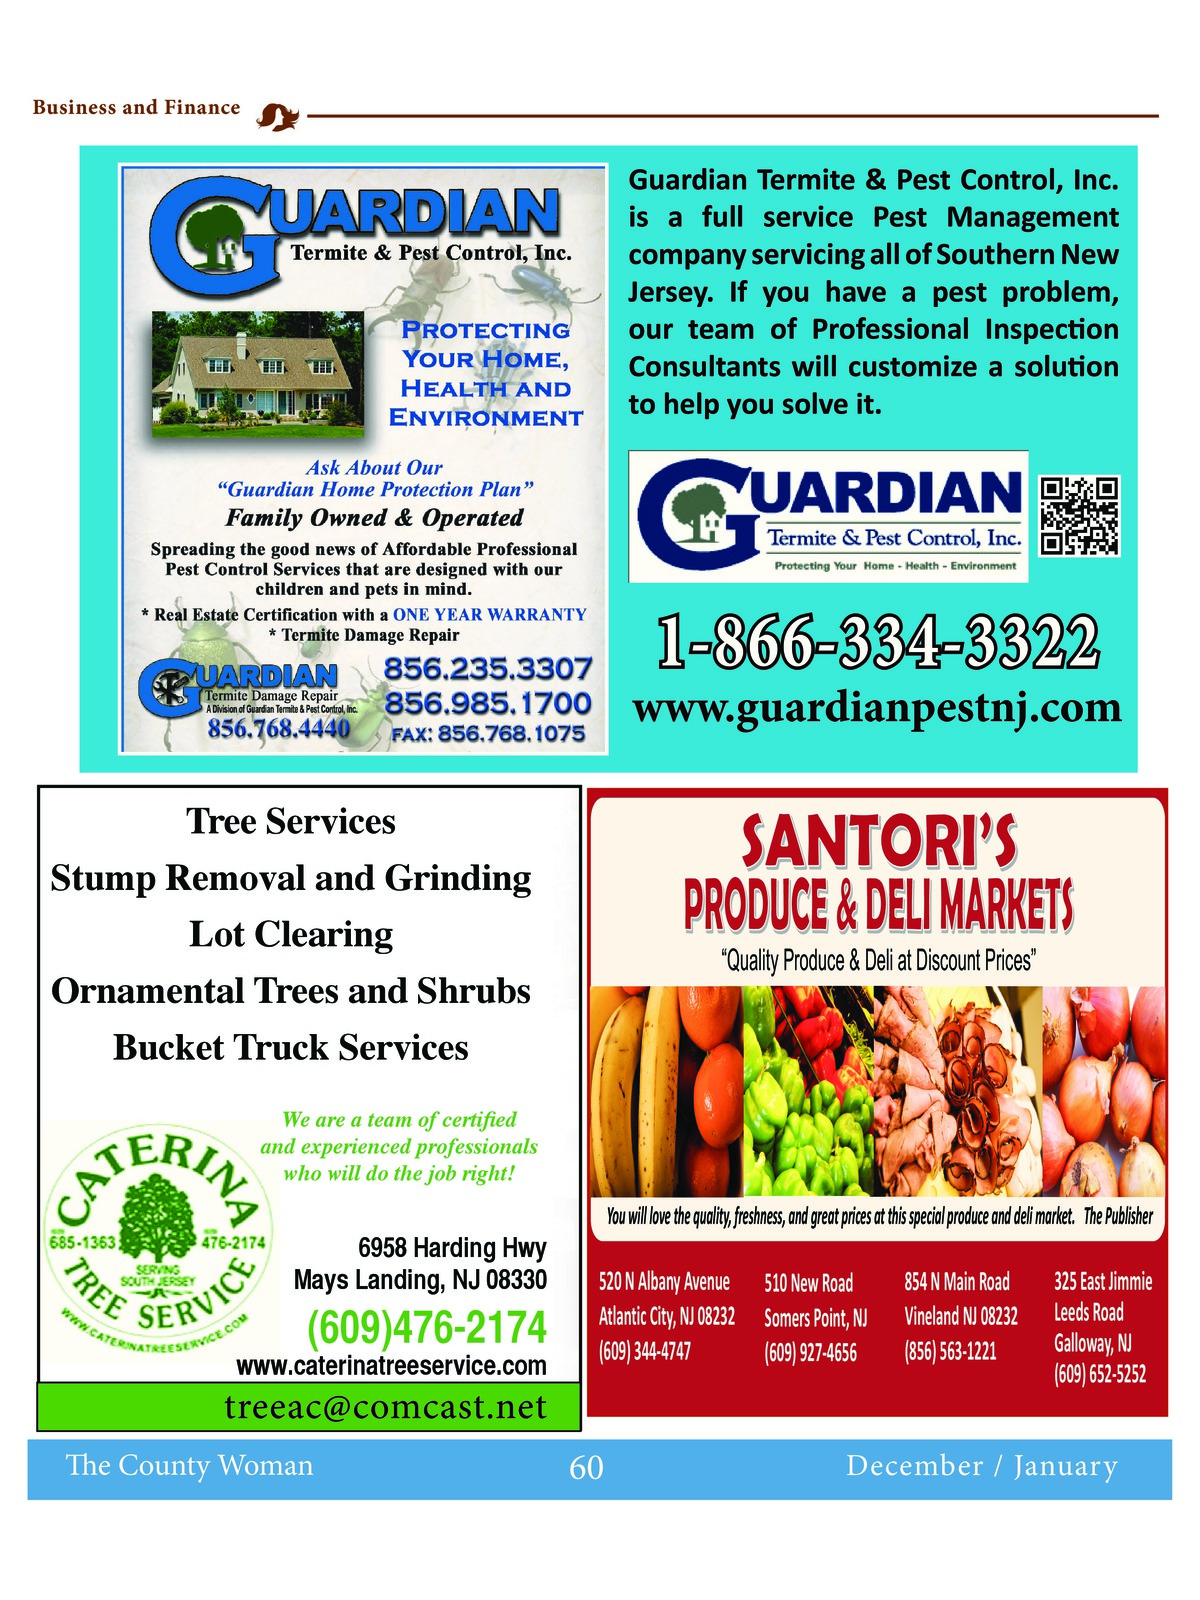 Business and Finance
GUARDIAN
Termite & Pest Control, Inc.
PROTECTING
YOUR HOME,
HEALTH AND
ENVIRONMENT
Ask About Our
“Guardian Home Protection Plan”
Family Owned & Operated
Spreading the good news of Affordable Professional
Pest Control Services that are designed with our
children and pets in mind.
* Real Estate Certification with a ONE YEAR WARRANTY
* Termite Damage Repair
GUARDIAN
Termite Damage Repair
A Division of Guardian Termite & Pest Control, Inc.
856.768.4440
856.235.3307
856.985.1700
FAX: 856.768.1075
Guardian Termite & Pest Control, Inc.
is a full service Pest Management
company servicing all of Southern New
Jersey. If you have a pest problem,
our team of Professional Inspection
Consultants will customize a solution
to help you solve it.
GUARDIAN
Termite & Pest Control, Inc.
Protecting Your Home - Health - Environment
1-866-334-3322
www.guardianpestnj.com
Tree Services
Stump Removal and Grinding
Lot Clearing
Ornamental Trees and Shrubs
Bucket Truck Services
We are a team of certified
and experienced professionals
who will do the job right!
CATERINA
685-1363
476-2174
SERVING
SOUTH JERSEY
TREE SERVICE
WWW.CATERINATREESERVICE.COM
6958 Harding Hwy
Mays Landing, NJ 08330
(609)476-2174
www.caterinatreeservice.com
treeac@comcast.net
SANTORI’S
PRODUCE & DELI MARKETS
“Quality Produce & Deli at Discount Prices”
You will love the quality, freshness, and great prices at this special produce and deli market. The Publisher
520 N Albany Avenue
Atlantic City, NJ 08232
(609) 344-4747
510 New Road
Somers Point, NJ
(609) 927-4656
854 N Main Road
Vineland NJ 08232
(856) 563-1221
325 East Jimmie
Leeds Road
Galloway, NJ
(609) 652-5252
The County Woman
60
December / January